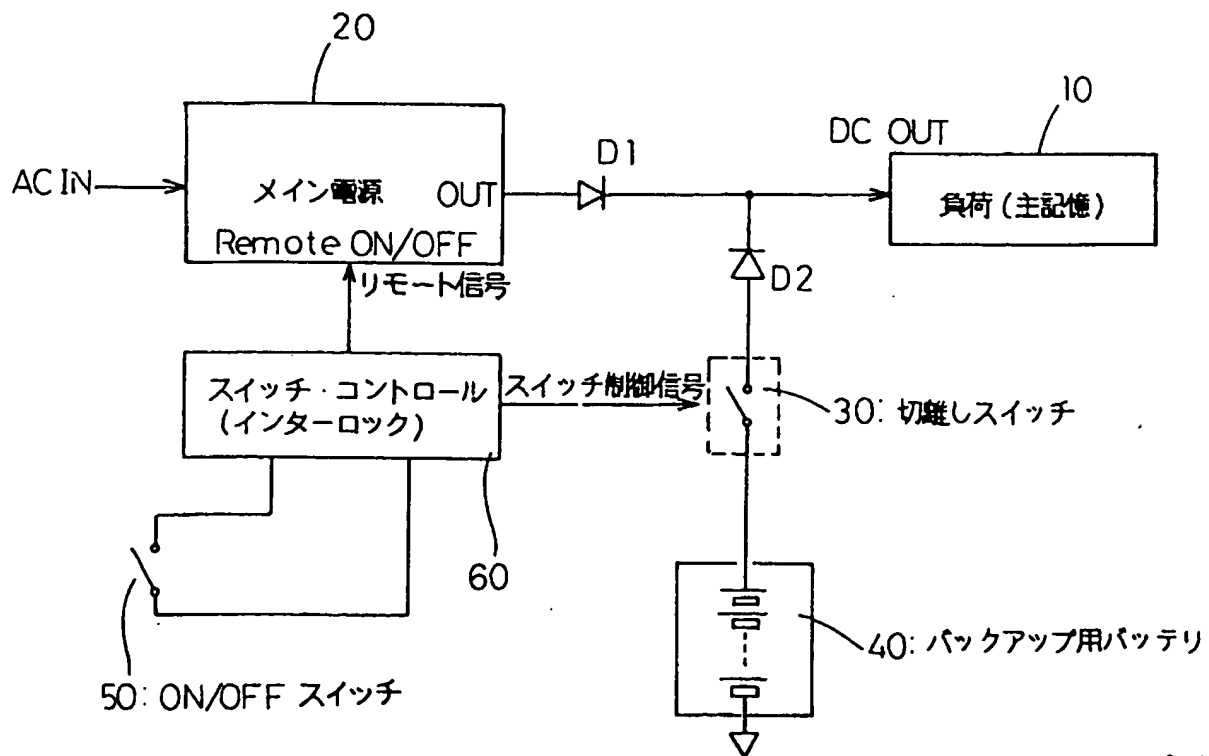 20
10
D1
DC OUT
AC IN
メイン電源
OUT
負荷(主記憶)
Remote ON/OFF
リモート信号
D2
スイッチ・コントロール
(インターロック)
スイッチ制御信号
30: 切離しスイッチ
60
40: バックアップ用バッテリ
50: ON/OFF スイッチ